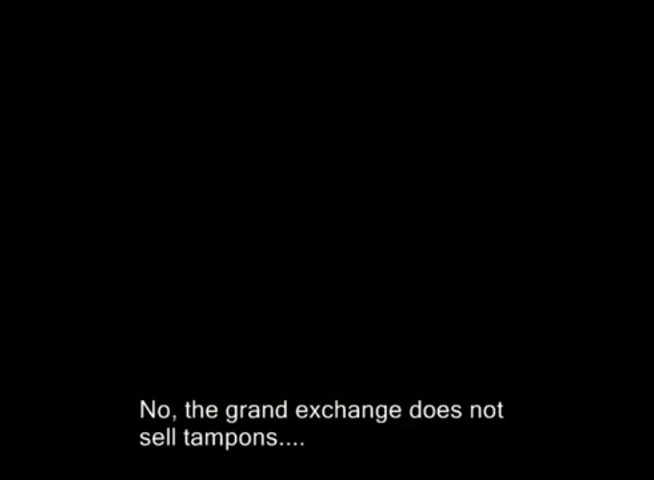 No, the grand exchange does not
sell tampons....